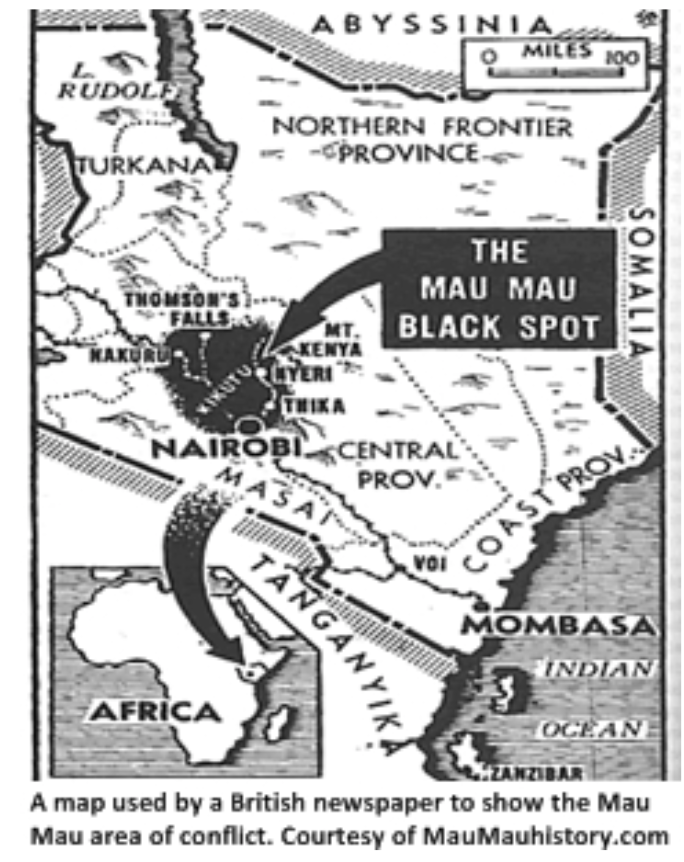 ABYSSINIA
0 MILES 100
L.
RUDOLF
NORTHERN FRONTIER
PROVINCE
TURKANA
SOMALIA
THE
MAU MAU
BLACK SPOT
THOMSON'S
FALLS
MT.
KENYA
NAKURU
NYERI
KIKUYU
THIKA
NAIROBI
CENTRAL
PROV.
MASAI
COAST PROV.
VOI
TANGANYIKA
MOMBASA
INDIAN
OCEAN
AFRICA
ZANZIBAR
A map used by a British newspaper to show the Mau
Mau area of conflict. Courtesy of MauMauhistory.com